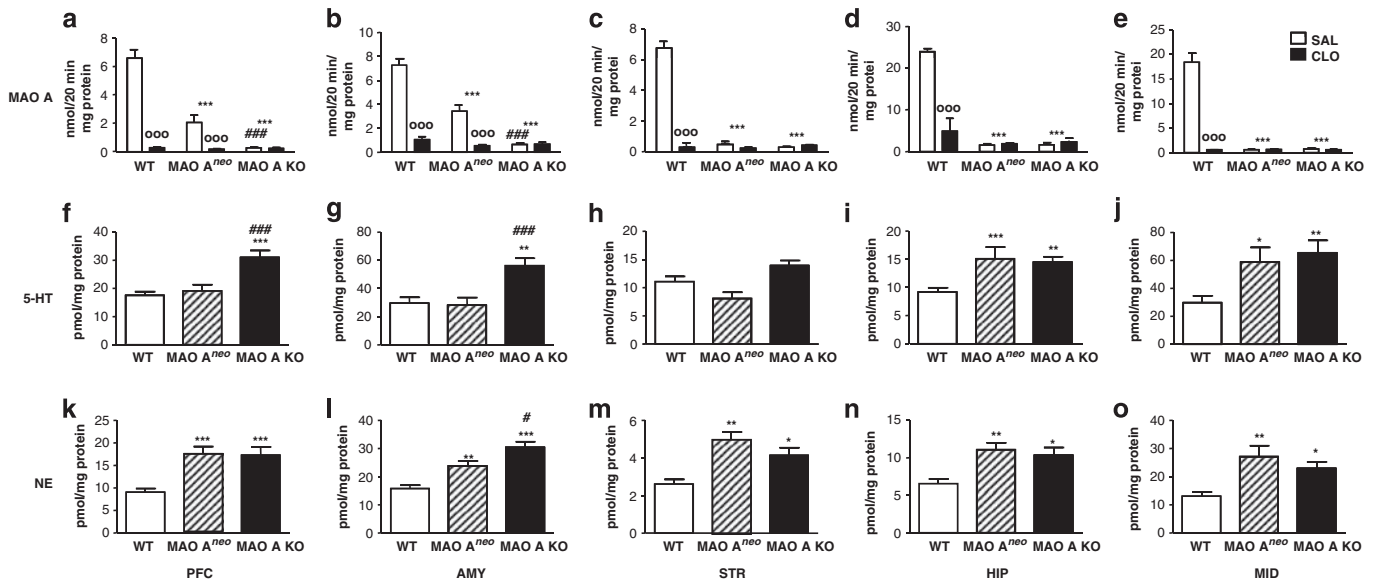 a b c d e
MAO A
nmol/20 min
mg protein
8
6
4
2
0
WT MAO A neo MAO A KO
ooo *** ooo ### ***
nmol/20 min/
mg protein
10
8
6
4
2
0
WT MAO A neo MAO A KO
ooo *** ooo ### ***
nmol/20 min/
mg protei
8
6
4
2
0
WT MAO A neo MAO A KO
ooo *** ***
nmol/20 min/
mg protein
30
20
10
0
WT MAO A neo MAO A KO
ooo *** ***
nmol/20 min/
mg protei
25
20
15
10
5
0
WT MAO A neo MAO A KO
ooo *** ***
SAL
CLO
f g h i j
5-HT
pmol/mg protein
40
30
20
10
0
WT MAO A neo MAO A KO
###
***
pmol/mg protein
80
60
40
20
0
WT MAO A neo MAO A KO
###
**
pmol/mg protein
20
15
10
5
0
WT MAO A neo MAO A KO
pmol/mg protein
20
15
10
5
0
WT MAO A neo MAO A KO
*** **
pmol/mg protein
80
60
40
20
0
WT MAO A neo MAO A KO
* **
k l m n o
NE
pmol/mg protein
25
20
15
10
5
0
WT MAO A neo MAO A KO
*** ***
PFC
pmol/mg protein
40
30
20
10
0
WT MAO A neo MAO A KO
#
** ***
AMY
pmol/mg protein
6
4
2
0
WT MAO A neo MAO A KO
** *
STR
pmol/mg protein
15
10
5
0
WT MAO A neo MAO A KO
** *
HIP
pmol/mg protein
40
30
20
10
0
WT MAO A neo MAO A KO
** *
MID